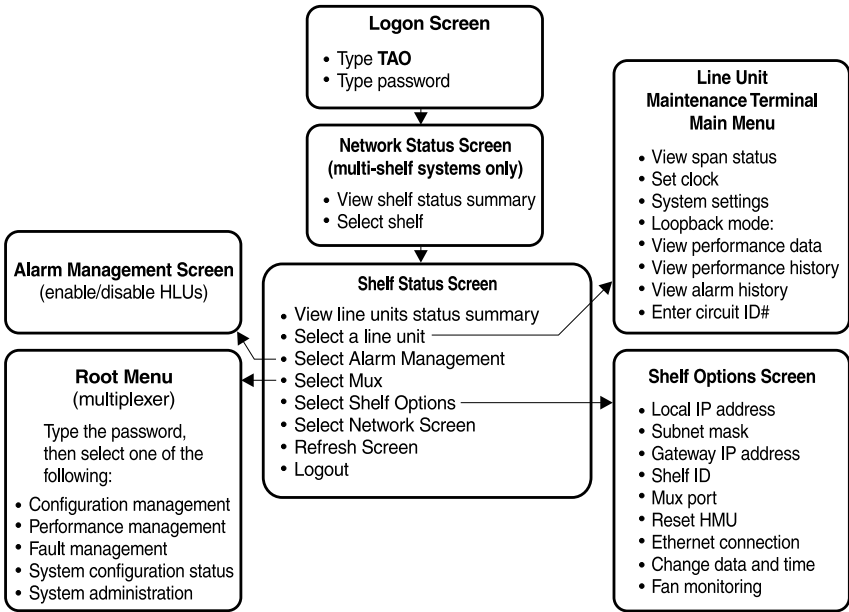 Logon Screen
• Type TAO
• Type password
Network Status Screen
(multi-shelf systems only)
• View shelf status summary
• Select shelf
Alarm Management Screen
(enable/disable HLUs)
Root Menu
(multiplexer)
Type the password,
then select one of the
following:
• Configuration management
• Performance management
• Fault management
• System configuration status
• System administration
Shelf Status Screen
• View line units status summary
• Select a line unit
• Select Alarm Management
• Select Mux
• Select Shelf Options
• Select Network Screen
• Refresh Screen
• Logout
Line Unit
Maintenance Terminal
Main Menu
• View span status
• Set clock
• System settings
• Loopback mode:
• View performance data
• View performance history
• View alarm history
• Enter circuit ID#
Shelf Options Screen
• Local IP address
• Subnet mask
• Gateway IP address
• Shelf ID
• Mux port
• Reset HMU
• Ethernet connection
• Change data and time
• Fan monitoring